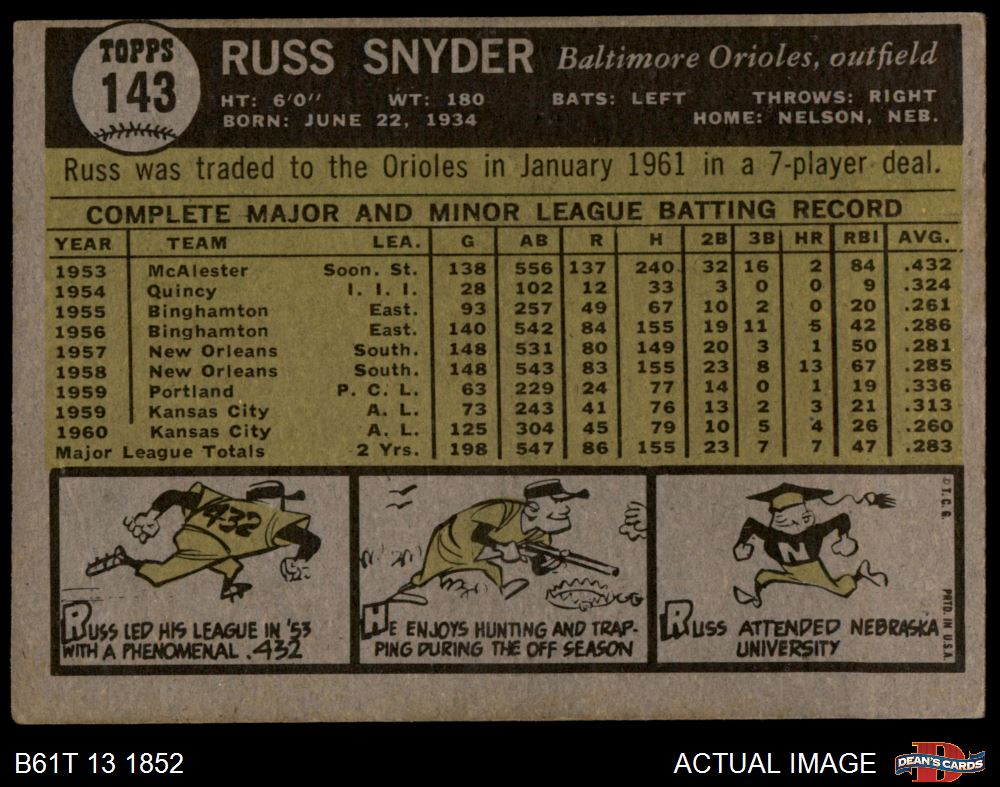 TOPPS
143
RUSS SNYDER Baltimore Orioles, outfield
HT: 6'0" WT: 180 BATS: LEFT THROWS: RIGHT
BORN: JUNE 22, 1934 HOME: NELSON, NEB.
Russ was traded to the Orioles in January 1961 in a 7-player deal.
COMPLETE MAJOR AND MINOR LEAGUE BATTING RECORD
YEAR TEAM LEA. G AB R H 2B 3B HR RBI AVG.
1953 McAlester Soon. St. 138 556 137 240 32 16 2 84 .432
1954 Quincy I. I. I. 28 102 12 33 3 0 0 9 .324
1955 Binghamton East. 93 257 49 67 10 2 0 20 .261
1956 Binghamton East. 140 542 84 155 19 11 5 42 .286
1957 New Orleans South. 148 531 80 149 20 3 1 50 .281
1958 New Orleans South. 148 543 83 155 23 8 13 67 .285
1959 Portland P. C. L. 63 229 24 77 14 0 1 19 .336
1959 Kansas City A. L. 73 243 41 76 13 2 3 21 .313
1960 Kansas City A. L. 125 304 45 79 10 5 4 26 .260
Major League Totals 2 Yrs. 198 547 86 155 23 7 7 47 .283
.432
RUSS LED HIS LEAGUE IN '53
WITH A PHENOMENAL .432
HE ENJOYS HUNTING AND TRAP-
PING DURING THE OFF SEASON
N
RUSS ATTENDED NEBRASKA
UNIVERSITY
© T. C. G.
PRTD. IN U.S.A.
B61T 13 1852
ACTUAL IMAGE
D
DEAN'S CARDS